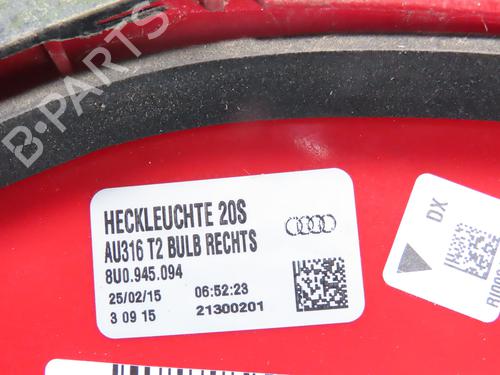 B-PARTS
HECKLEUCHTE 20S
AU316 T2 BULB RECHTS
8U0.945.094
25/02/15 06:52:23
3 09 15 21300201
DX